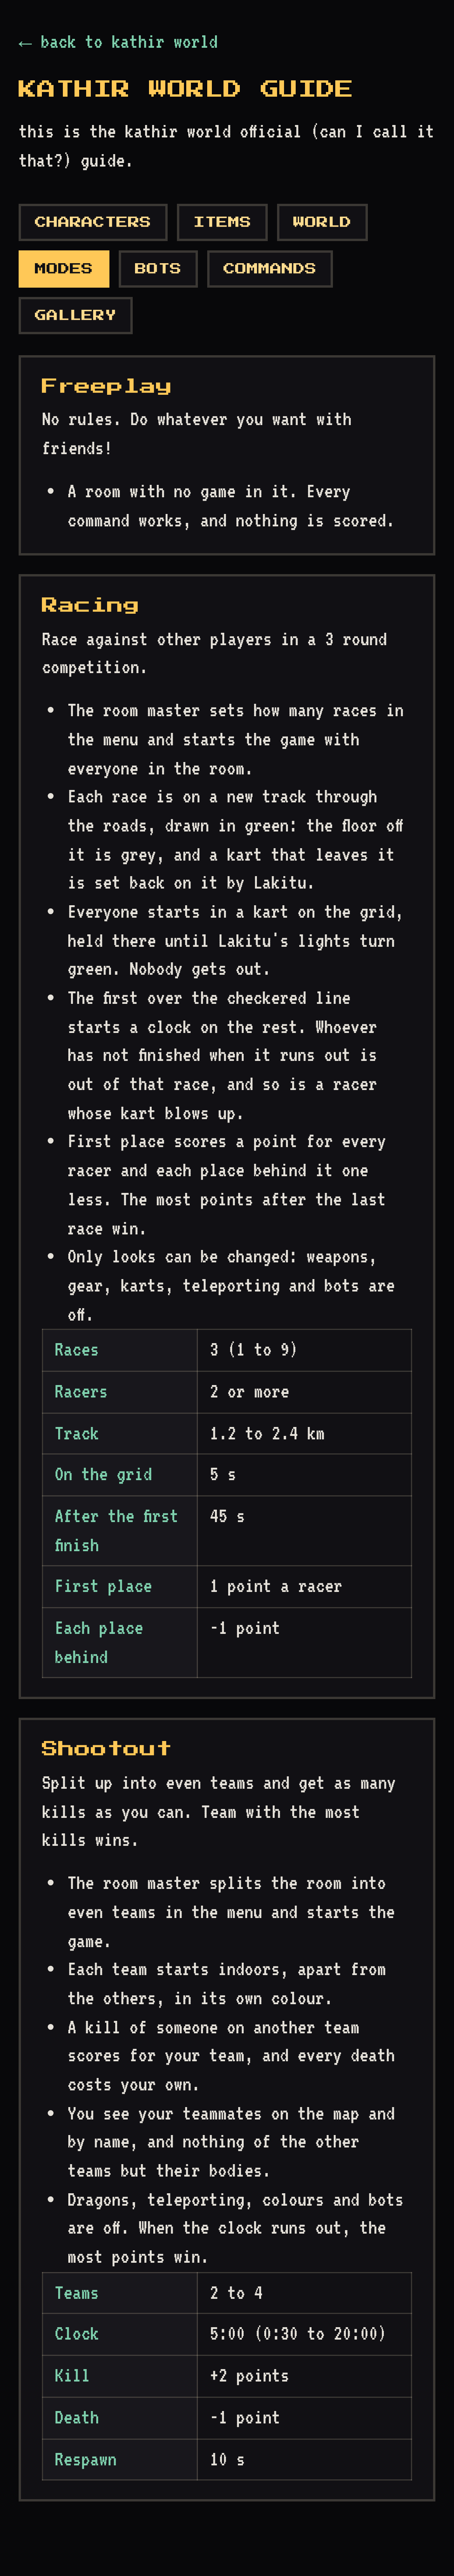 ← back to kathir world
KATHIR WORLD GUIDE
this is the kathir world official (can I call it
that?) guide.
CHARACTERS ITEMS WORLD
MODES BOTS COMMANDS
GALLERY
Freeplay
No rules. Do whatever you want with
friends!
• A room with no game in it. Every
command works, and nothing is scored.
Racing
Race against other players in a 3 round
competition.
• The room master sets how many races in
the menu and starts the game with
everyone in the room.
• Each race is on a new track through
the roads, drawn in green: the floor off
it is grey, and a kart that leaves it
is set back on it by Lakitu.
• Everyone starts in a kart on the grid,
held there until Lakitu's lights turn
green. Nobody gets out.
• The first over the checkered line
starts a clock on the rest. Whoever
has not finished when it runs out is
out of that race, and so is a racer
whose kart blows up.
• First place scores a point for every
racer and each place behind it one
less. The most points after the last
race win.
• Only looks can be changed: weapons,
gear, karts, teleporting and bots are
off.
Races 3 (1 to 9)
Racers 2 or more
Track 1.2 to 2.4 km
On the grid 5 s
After the first 45 s
finish
First place 1 point a racer
Each place -1 point
behind
Shootout
Split up into even teams and get as many
kills as you can. Team with the most
kills wins.
• The room master splits the room into
even teams in the menu and starts the
game.
• Each team starts indoors, apart from
the others, in its own colour.
• A kill of someone on another team
scores for your team, and every death
costs your own.
• You see your teammates on the map and
by name, and nothing of the other
teams but their bodies.
• Dragons, teleporting, colours and bots
are off. When the clock runs out, the
most points win.
Teams 2 to 4
Clock 5:00 (0:30 to 20:00)
Kill +2 points
Death -1 point
Respawn 10 s